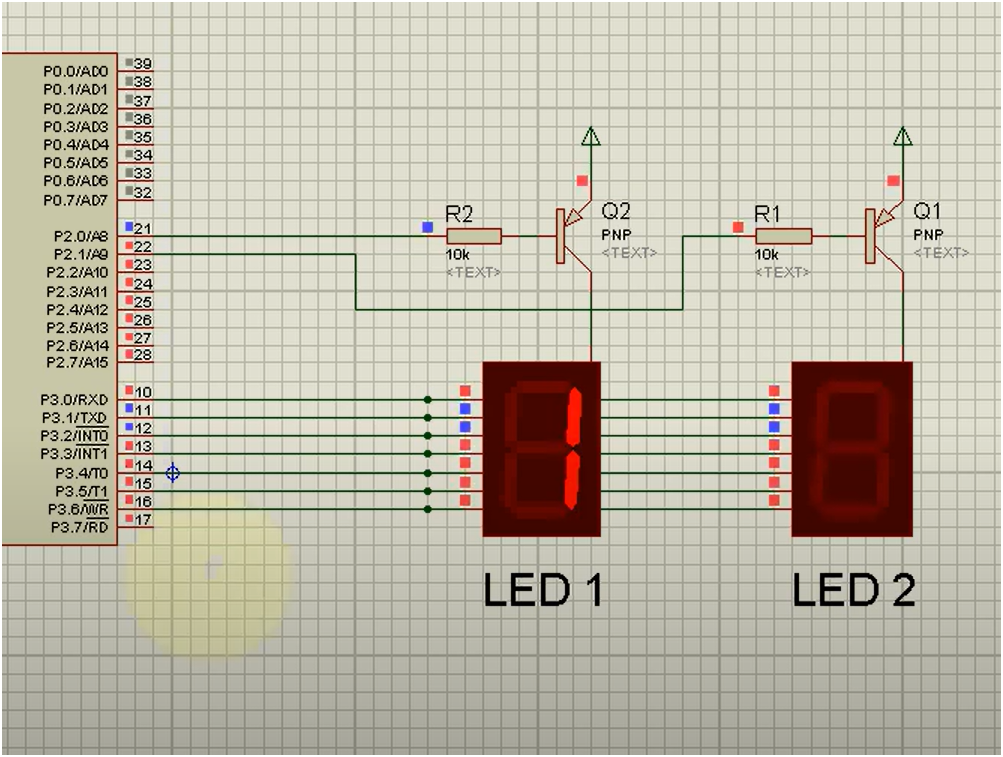 P0.0/AD0 39
P0.1/AD1 38
P0.2/AD2 37
P0.3/AD3 36
P0.4/AD4 35
P0.5/AD5 34
P0.6/AD6 33
P0.7/AD7 32
P2.0/A8 21
P2.1/A9 22
P2.2/A10 23
P2.3/A11 24
P2.4/A12 25
P2.5/A13 26
P2.6/A14 27
P2.7/A15 28
P3.0/RXD 10
P3.1/TXD 11
P3.2/INT0 12
P3.3/INT1 13
P3.4/T0 14
P3.5/T1 15
P3.6/WR 16
P3.7/RD 17
R2
10k
<TEXT>
Q2
PNP
<TEXT>
R1
10k
<TEXT>
Q1
PNP
<TEXT>
1
LED 1
LED 2